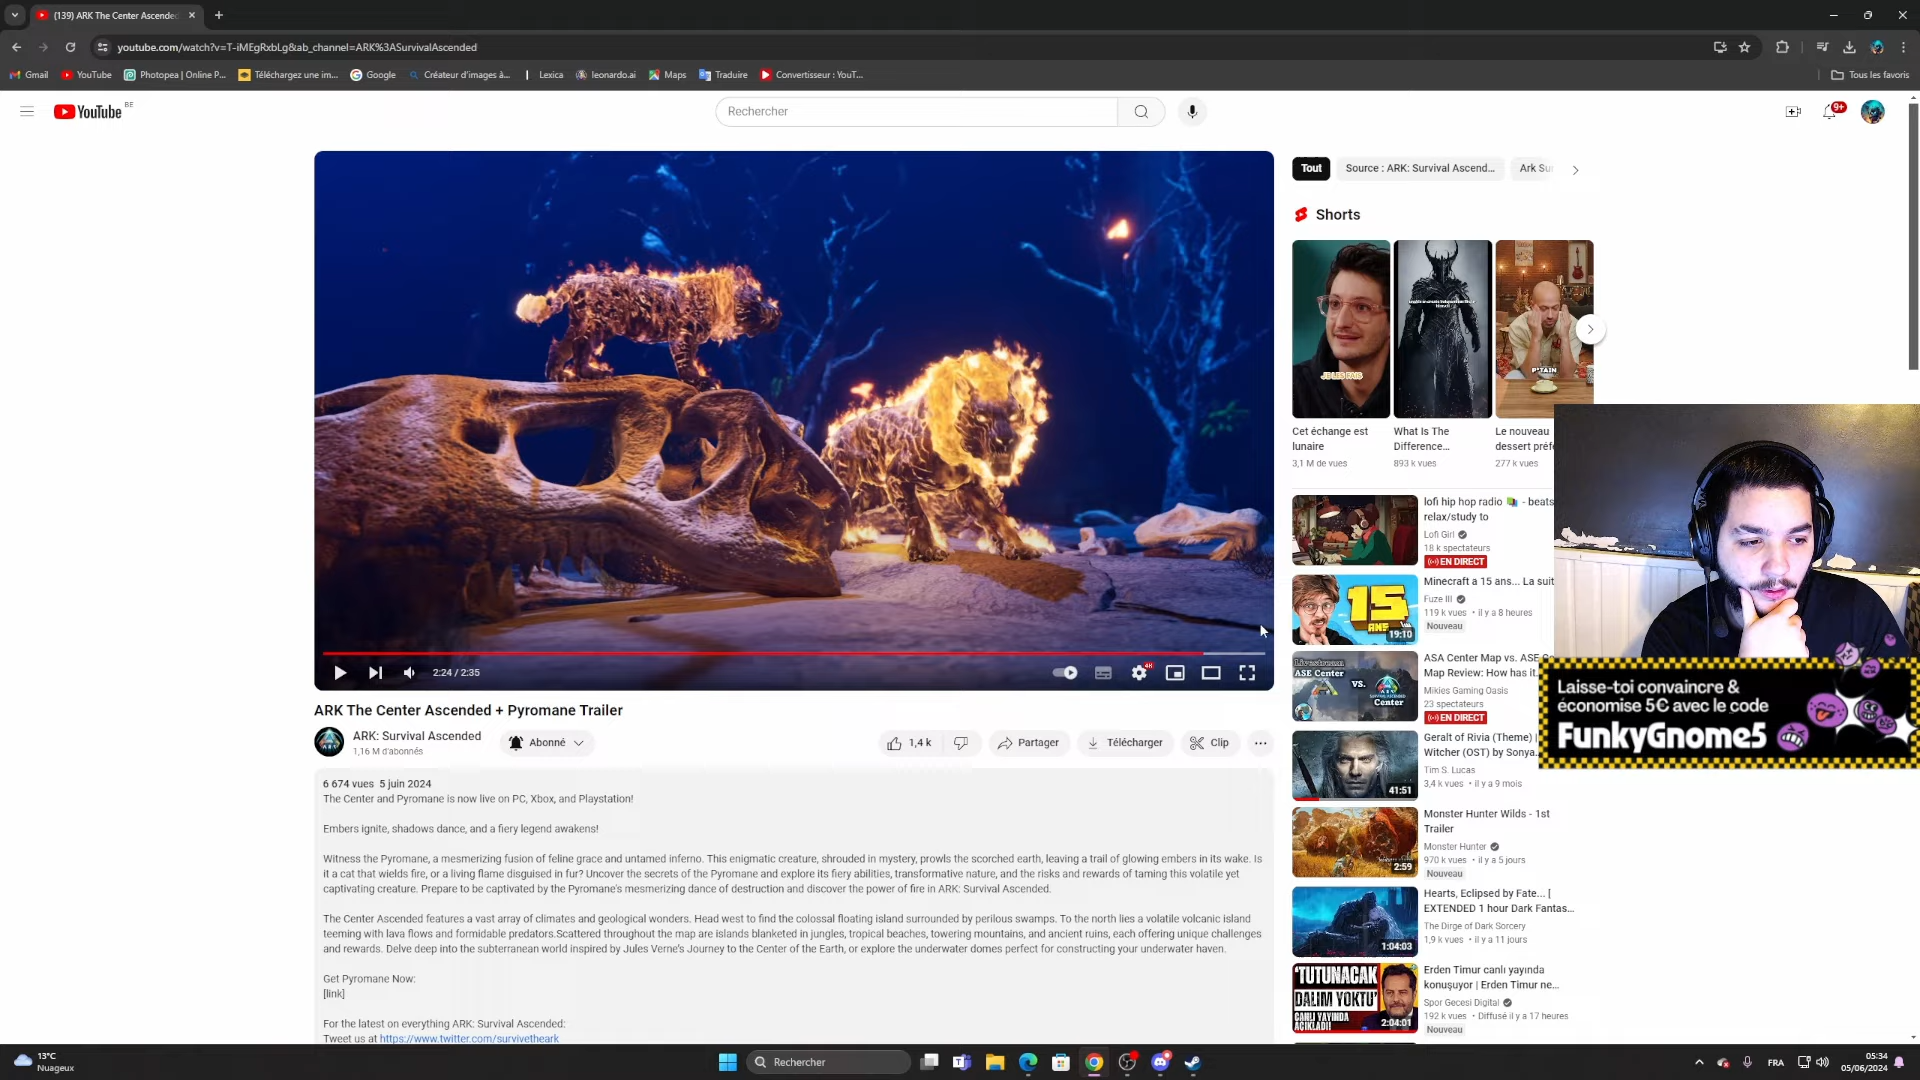 (139) ARK The Center Ascended
youtube.com/watch?v=T-iMEgRxbLg&ab_channel=ARK%3ASurvivalAscended
Gmail
YouTube
Photopea | Online P...
Téléchargez une im...
Google
Créateur d'images à...
Lexica
leonardo.ai
Maps
Traduire
Convertisseur : YouT...
Tous les favoris
YouTube BE
Rechercher
9+
Tout
Source : ARK: Survival Ascend...
Ark Sur
Shorts
JE LES FAIS
P*TAIN
Cet échange est
lunaire
3,1 M de vues
What Is The
Difference...
893 k vues
Le nouveau
dessert préf
277 k vues
2:24 / 2:35
4K
ARK The Center Ascended + Pyromane Trailer
ARK: Survival Ascended
1,16 M d'abonnés
Abonné
1,4 k
Partager
Télécharger
Clip
6 674 vues 5 juin 2024
The Center and Pyromane is now live on PC, Xbox, and Playstation!
Embers ignite, shadows dance, and a fiery legend awakens!
Witness the Pyromane, a mesmerizing fusion of feline grace and untamed inferno. This enigmatic creature, shrouded in mystery, prowls the scorched earth, leaving a trail of glowing embers in its wake. Is
it a cat that wields fire, or a living flame disguised in fur? Uncover the secrets of the Pyromane and explore its fiery abilities, transformative nature, and the risks and rewards of taming this volatile yet
captivating creature. Prepare to be captivated by the Pyromane's mesmerizing dance of destruction and discover the power of fire in ARK: Survival Ascended.
The Center Ascended features a vast array of climates and geological wonders. Head west to find the colossal floating island surrounded by perilous swamps. To the north lies a volatile volcanic island
teeming with lava flows and formidable predators.Scattered throughout the map are islands blanketed in jungles, tropical beaches, towering mountains, and ancient ruins, each offering unique challenges
and rewards. Delve deep into the subterranean world inspired by Jules Verne's Journey to the Center of the Earth, or explore the underwater domes perfect for constructing your underwater haven.
Get Pyromane Now:
[link]
For the latest on everything ARK: Survival Ascended:
Tweet us at https://www.twitter.com/survivetheark
lofi hip hop radio - beats
relax/study to
Lofi Girl
18 k spectateurs
EN DIRECT
15
ANS
19:10
Minecraft a 15 ans... La suit
Fuze III
119 k vues • il y a 8 heures
Nouveau
Livestream
ASE Center
VS.
Center
ASA Center Map vs. ASE Ce
Map Review: How has it...
Mikies Gaming Oasis
23 spectateurs
EN DIRECT
41:51
Geralt of Rivia (Theme) |
Witcher (OST) by Sonya...
Tim S. Lucas
3,4 k vues • il y a 9 mois
2:59
Monster Hunter Wilds - 1st
Trailer
Monster Hunter
970 k vues • il y a 5 jours
Nouveau
1:04:03
Hearts, Eclipsed by Fate... [
EXTENDED 1 hour Dark Fantas...
The Dirge of Dark Sorcery
1,9 k vues • il y a 11 jours
'TUTUNACAK
DALIM YOKTU'
CANLI YAYINDA
AÇIKLADI!
2:04:01
Erden Timur canlı yayında
konuşuyor | Erden Timur ne...
Spor Gecesi Digital
192 k vues • Diffusé il y a 17 heures
Nouveau
Laisse-toi convaincre &
économise 5€ avec le code
FunkyGnome5
13°C
Nuageux
Rechercher
FRA
05:34
05/06/2024